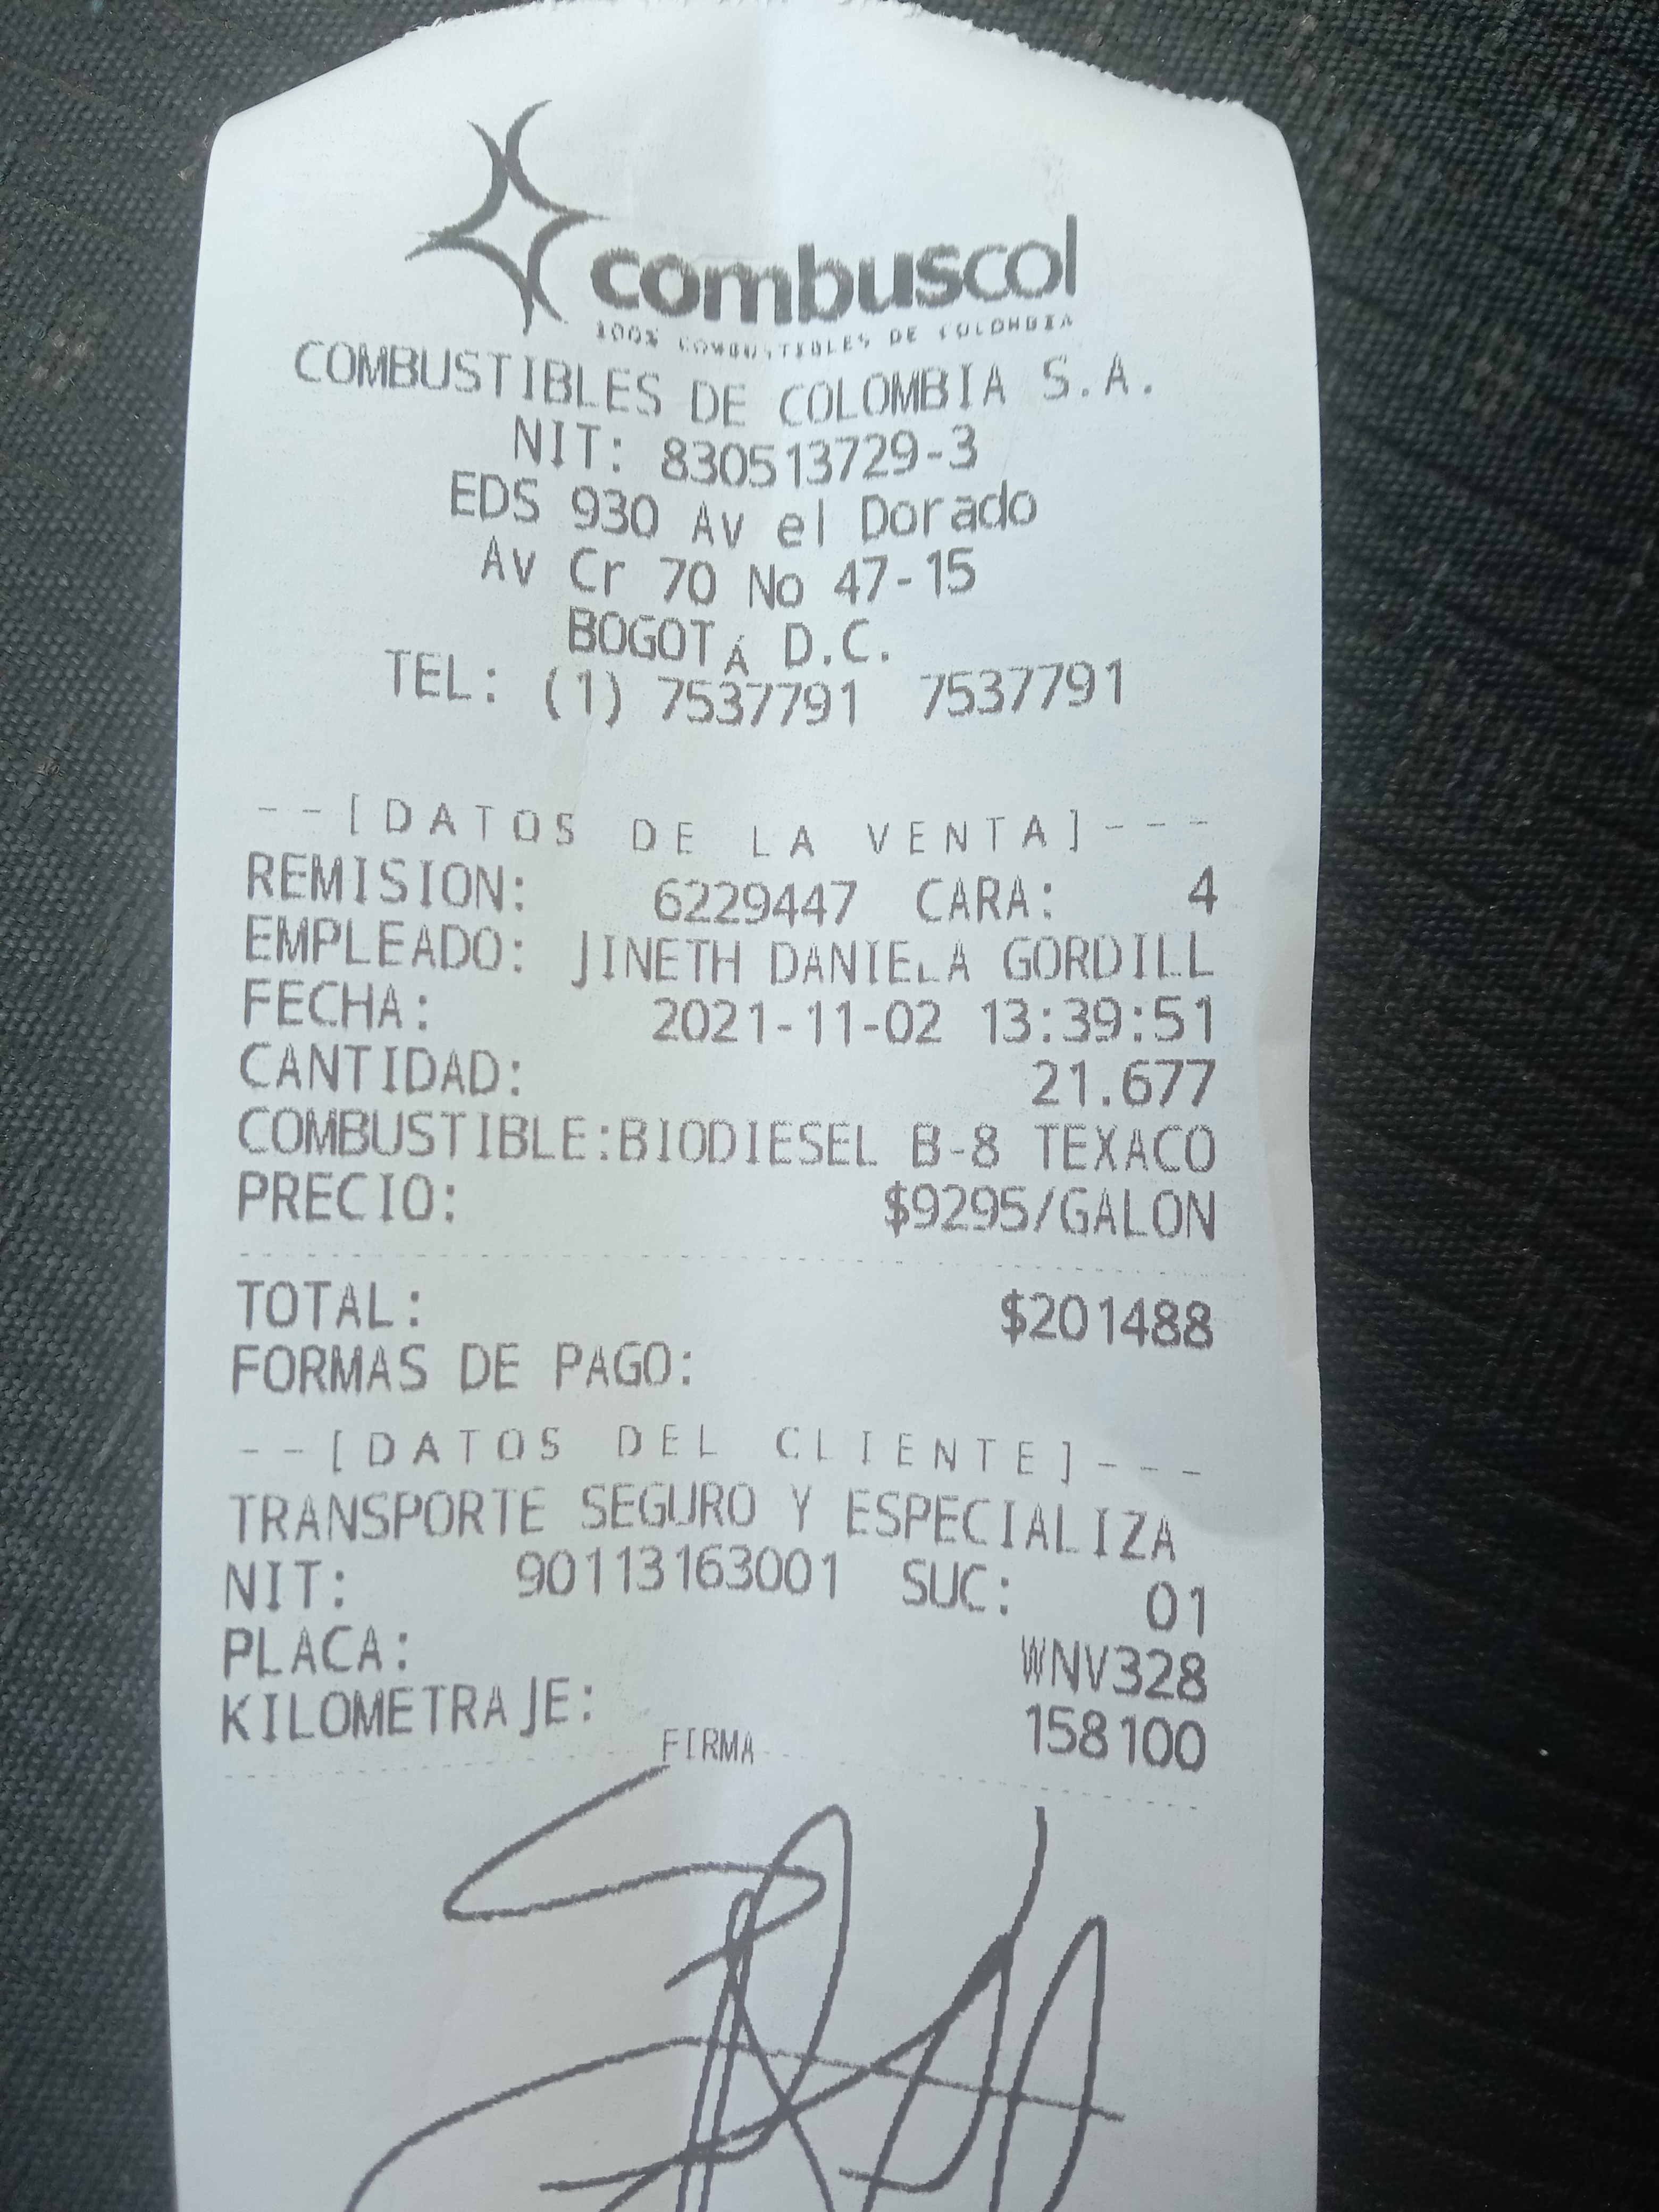 combuscol
100% COMBUSTIBLES DE COLOMBIA
COMBUSTIBLES DE COLOMBIA S.A.
NIT: 830513729-3
EDS 930 Av el Dorado
Av Cr 70 No 47-15
BOGOTÁ D.C.
TEL: (1) 7537791 7537791
--[DATOS DE LA VENTA]---
REMISION: 6229447 CARA: 4
EMPLEADO: JINETH DANIELA GORDILL
FECHA: 2021-11-02 13:39:51
CANTIDAD: 21.677
COMBUSTIBLE:BIODIESEL B-8 TEXACO
PRECIO: $9295/GALON
TOTAL: $201488
FORMAS DE PAGO:
--[DATOS DEL CLIENTE]---
TRANSPORTE SEGURO Y ESPECIALIZA
NIT: 90113163001 SUC: 01
PLACA: WNV328
KILOMETRAJE: 158100
FIRMA